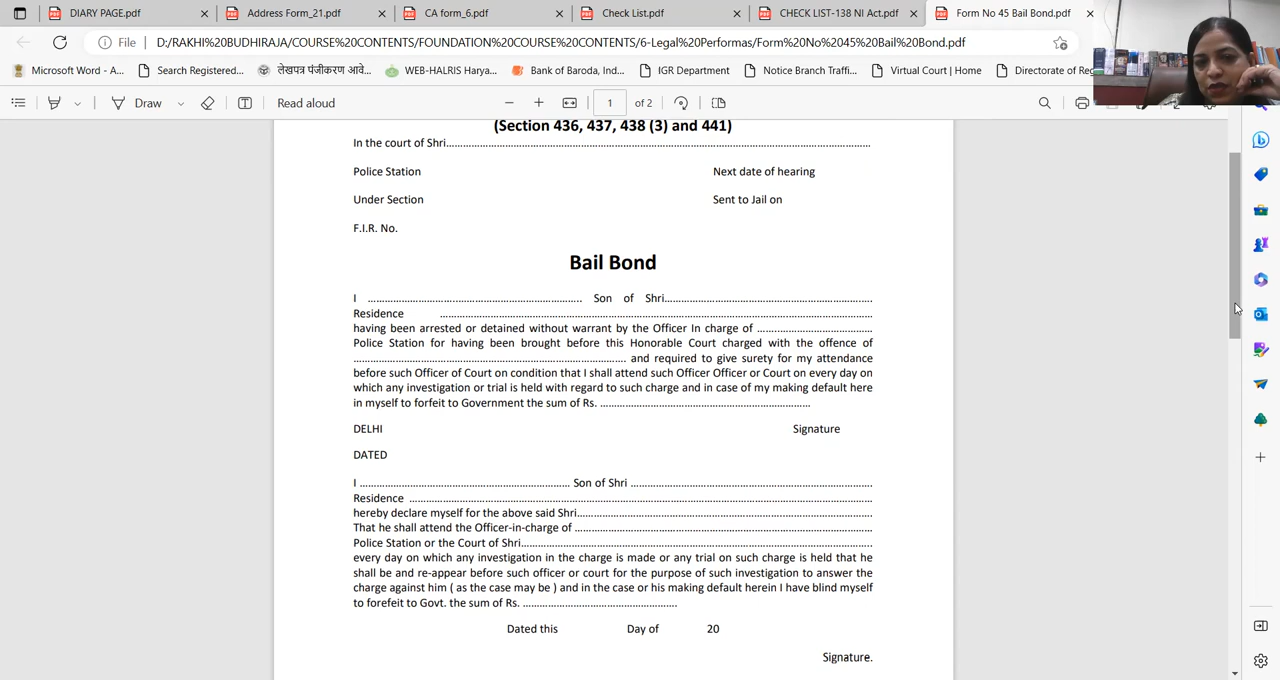 DIARY PAGE.pdf
Address Form_21.pdf
CA form_6.pdf
Check List.pdf
CHECK LIST-138 NI Act.pdf
Form No 45 Bail Bond.pdf
File
D:/RAKHI%20BUDHIRAJA/COURSE%20CONTENTS/FOUNDATION%20COURSE%20CONTENTS/6-Legal%20Performas/Form%20No%2045%20Bail%20Bond.pdf
Microsoft Word - A...
Search Registered...
लेखपत्र पंजीकरण आवे...
WEB-HALRIS Harya...
Bank of Baroda, Ind...
IGR Department
Notice Branch Traffi...
Virtual Court | Home
Directorate of Reg
Draw
Read aloud
1 of 2
(Section 436, 437, 438 (3) and 441)
In the court of Shri................................................................................
Police Station Next date of hearing
Under Section Sent to Jail on
F.I.R. No.
Bail Bond
I ........................................................ Son of Shri......................................................
Residence ................................................................................
having been arrested or detained without warrant by the Officer In charge of ..............................
Police Station for having been brought before this Honorable Court charged with the offence of
.................................................................... and required to give surety for my attendance
before such Officer of Court on condition that I shall attend such Officer Officer or Court on every day on
which any investigation or trial is held with regard to such charge and in case of my making default here
in myself to forfeit to Government the sum of Rs. ......................................................
DELHI Signature
DATED
I ...................................................... Son of Shri ............................................................
Residence ................................................................................
hereby declare myself for the above said Shri................................................................................
That he shall attend the Officer-in-charge of ................................................................................
Police Station or the Court of Shri................................................................................
every day on which any investigation in the charge is made or any trial on such charge is held that he
shall be and re-appear before such officer or court for the purpose of such investigation to answer the
charge against him ( as the case may be ) and in the case or his making default herein I have blind myself
to forefeit to Govt. the sum of Rs. ........................................
Dated this Day of 20
Signature.